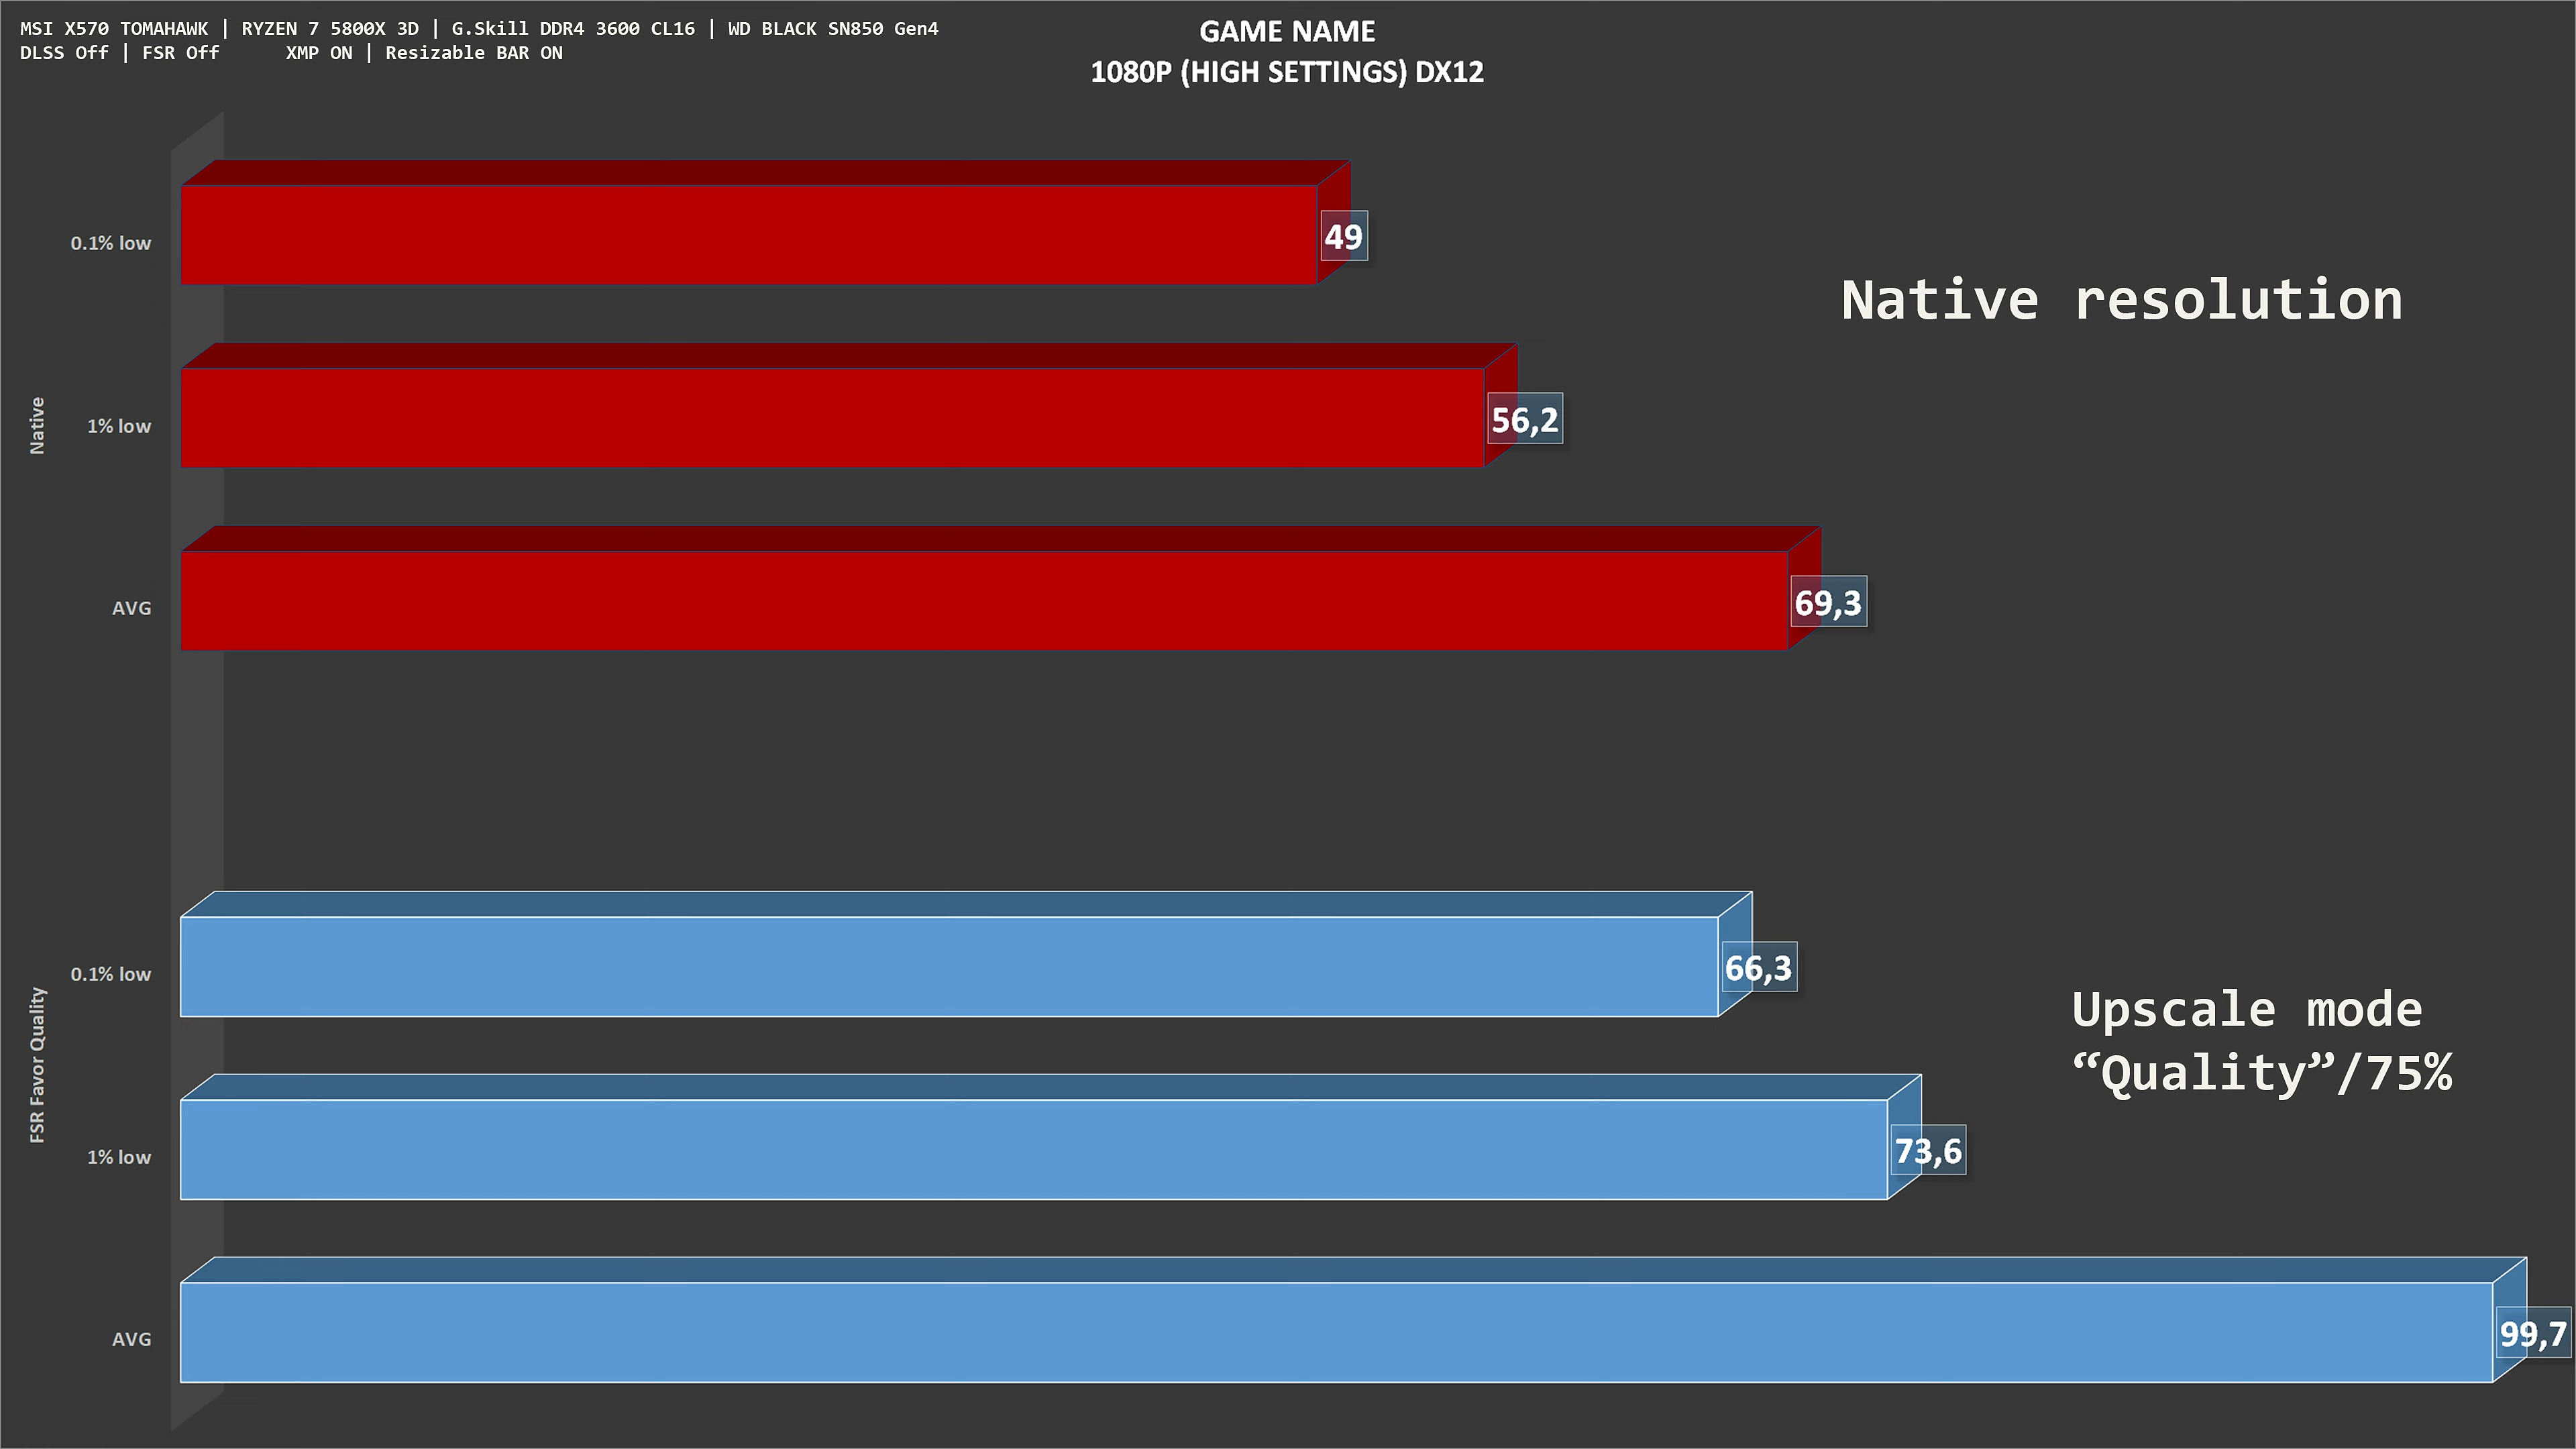 MSI X570 TOMAHAWK | RYZEN 7 5800X 3D | G.Skill DDR4 3600 CL16 | WD BLACK SN850 Gen4
DLSS Off | FSR Off XMP ON | Resizable BAR ON
GAME NAME
1080P (HIGH SETTINGS) DX12
Native
0.1% low
49
1% low
56,2
AVG
69,3
Native resolution
FSR Favor Quality
0.1% low
66,3
1% low
73,6
AVG
99,7
Upscale mode
“Quality”/75%